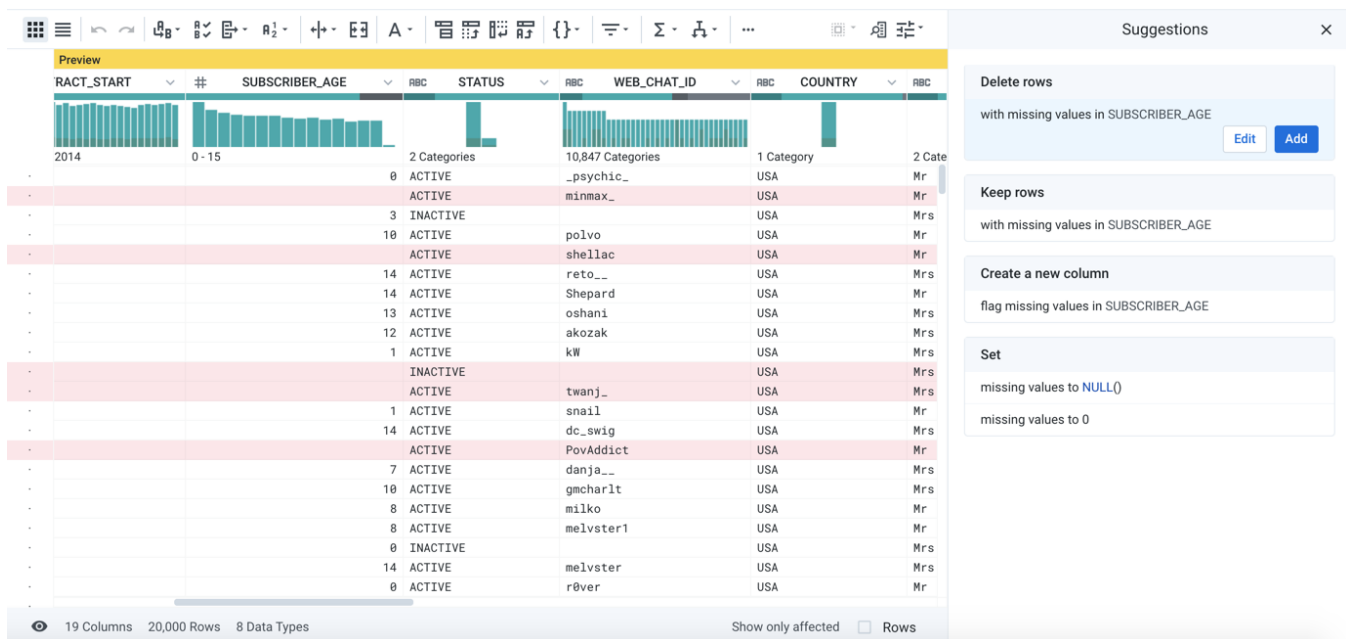 Suggestions
Preview
RACT_START # SUBSCRIBER_AGE RBC STATUS RBC WEB_CHAT_ID RBC COUNTRY RBC
2014 0 - 15 2 Categories 10,847 Categories 1 Category 2 Cate
0 ACTIVE _psychic_ USA Mr
ACTIVE minmax_ USA Mr
3 INACTIVE USA Mrs
10 ACTIVE polvo USA Mr
ACTIVE shellac USA Mr
14 ACTIVE reto__ USA Mrs
14 ACTIVE Shepard USA Mr
13 ACTIVE oshani USA Mrs
12 ACTIVE akozak USA Mrs
1 ACTIVE kW USA Mrs
INACTIVE USA Mrs
ACTIVE twanj_ USA Mrs
1 ACTIVE snail USA Mr
14 ACTIVE dc_swig USA Mrs
ACTIVE PovAddict USA Mr
7 ACTIVE danja__ USA Mrs
10 ACTIVE gmcharlt USA Mrs
8 ACTIVE milko USA Mr
8 ACTIVE melvster1 USA Mr
0 INACTIVE USA Mrs
14 ACTIVE melvster USA Mrs
0 ACTIVE r0ver USA Mr
19 Columns 20,000 Rows 8 Data Types Show only affected Rows
Delete rows
with missing values in SUBSCRIBER_AGE
Edit Add
Keep rows
with missing values in SUBSCRIBER_AGE
Create a new column
flag missing values in SUBSCRIBER_AGE
Set
missing values to NULL()
missing values to 0